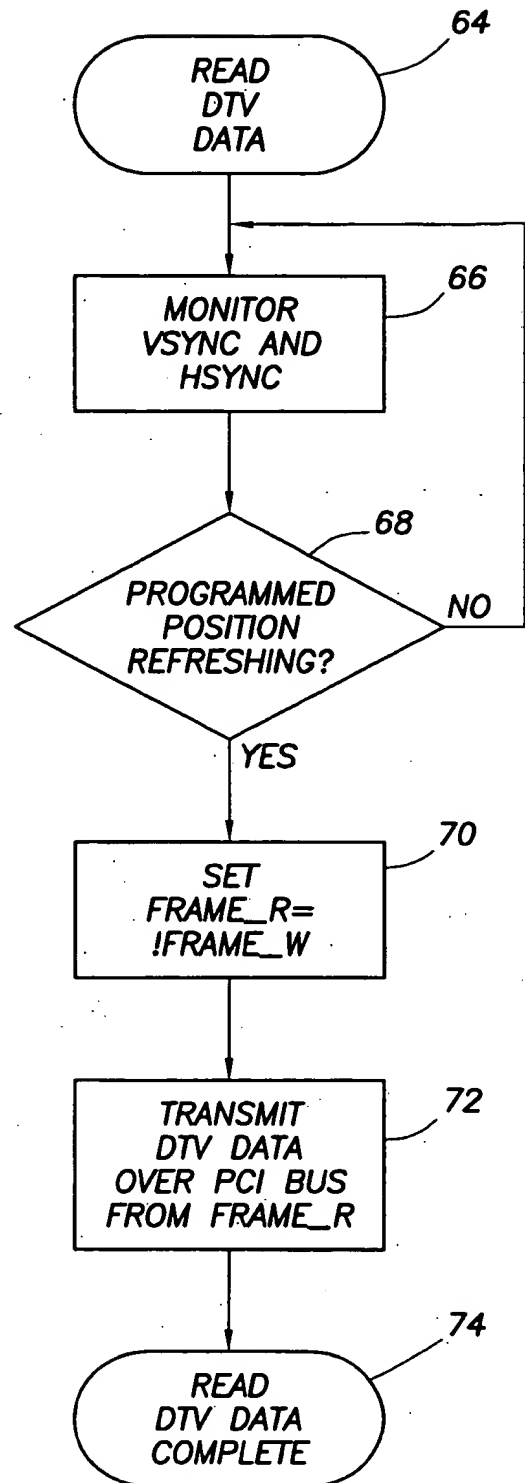 64
READ
DTV
DATA
66
MONITOR
VSYNC AND
HSYNC
68
PROGRAMMED
POSITION
REFRESHING?
NO
YES
70
SET
FRAME_R=
!FRAME_W
72
TRANSMIT
DTV DATA
OVER PCI BUS
FROM FRAME_R
74
READ
DTV DATA
COMPLETE